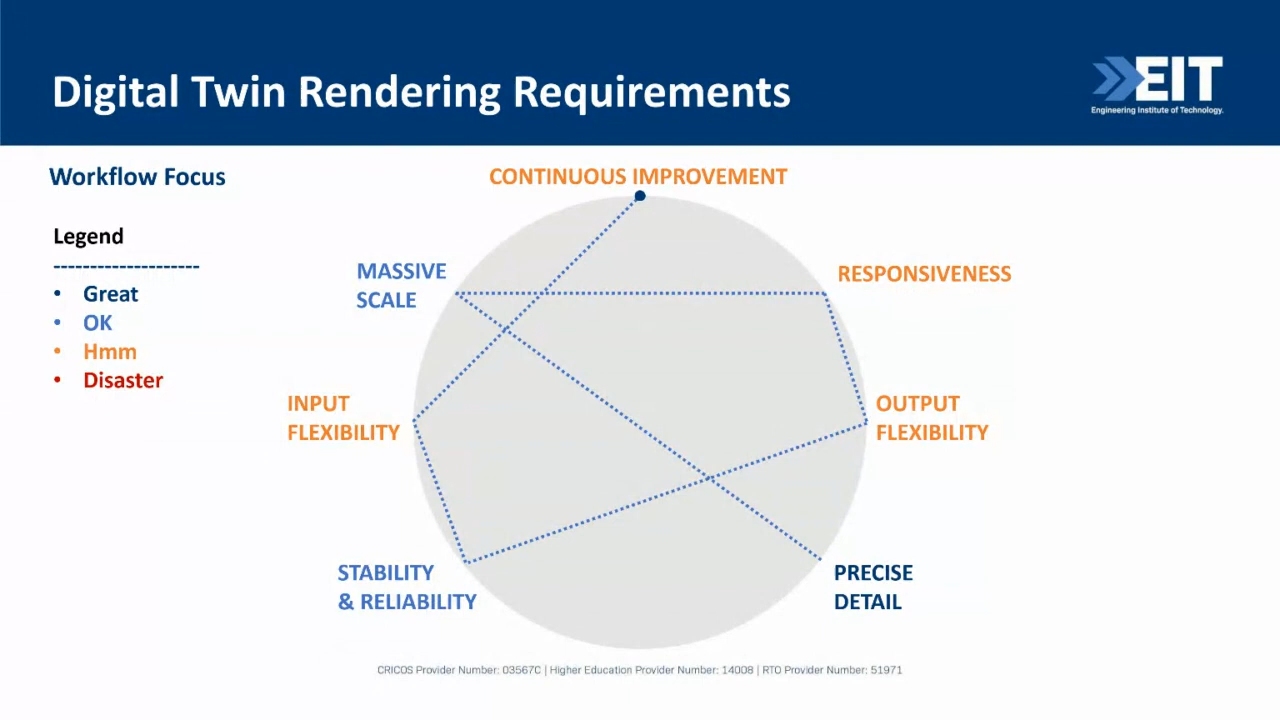 Digital Twin Rendering Requirements
EIT
Engineering Institute of Technology.
Workflow Focus
Legend
--------------------
• Great
• OK
• Hmm
• Disaster
CONTINUOUS IMPROVEMENT
MASSIVE
SCALE
RESPONSIVENESS
INPUT
FLEXIBILITY
OUTPUT
FLEXIBILITY
STABILITY
& RELIABILITY
PRECISE
DETAIL
CRICOS Provider Number: 03567C | Higher Education Provider Number: 14008 | RTO Provider Number: 51971